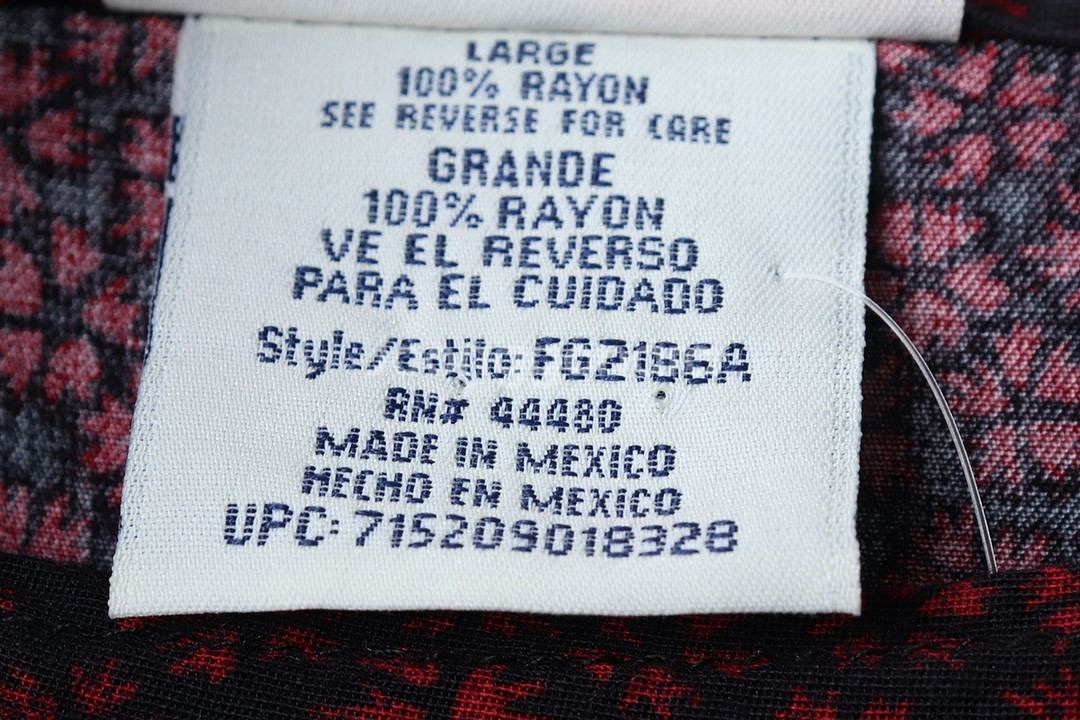 LARGE
100% RAYON
SEE REVERSE FOR CARE
GRANDE
100% RAYON
VE EL REVERSO
PARA EL CUIDADO
Style/Estilo: FG2186A
RN# 44480
MADE IN MEXICO
HECHO EN MEXICO
UPC: 715209018328